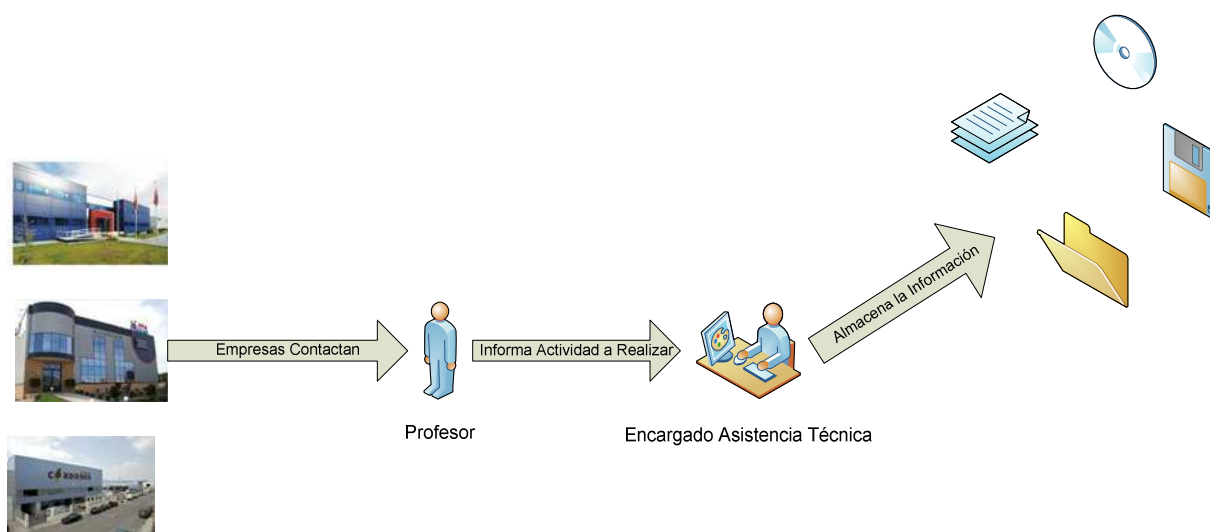 Empresas Contactan
Profesor
Informa Actividad a Realizar
Encargado Asistencia Técnica
Almacena la Información